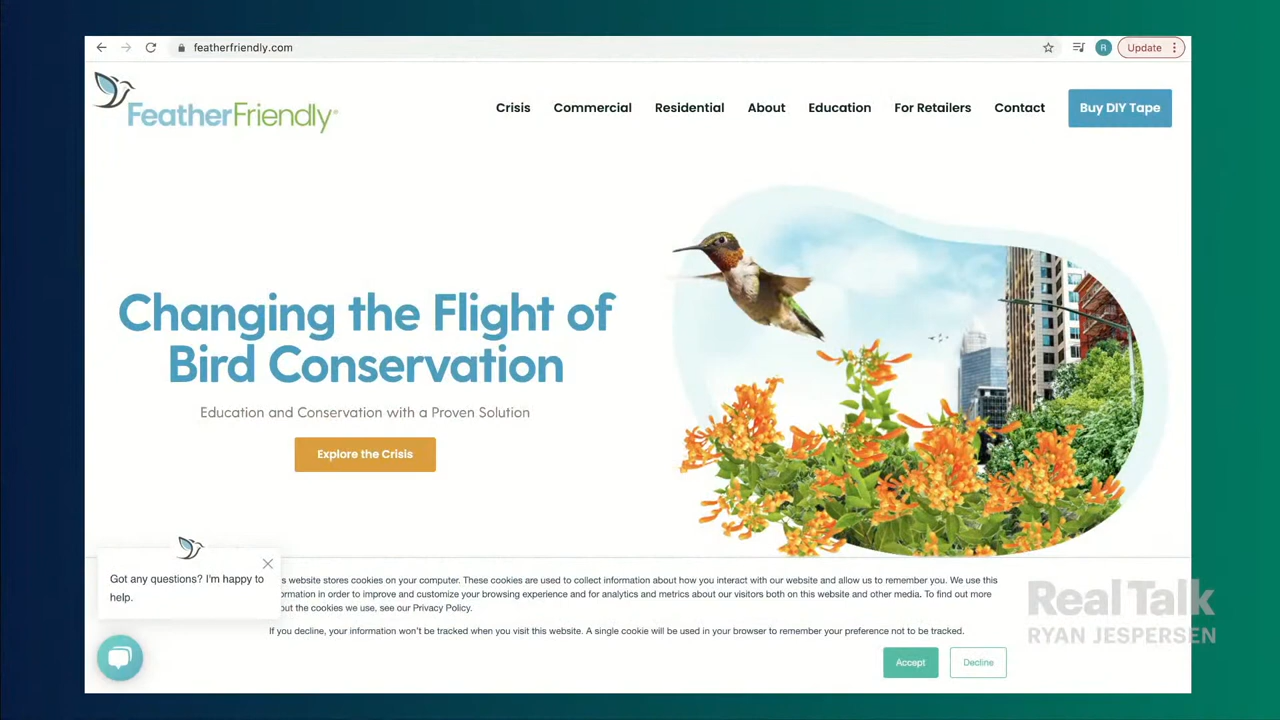 featherfriendly.com
R
Update
FeatherFriendly®
Crisis Commercial Residential About Education For Retailers Contact Buy DIY Tape
Changing the Flight of
Bird Conservation
Education and Conservation with a Proven Solution
Explore the Crisis
Got any questions? I'm happy to
help.
s website stores cookies on your computer. These cookies are used to collect information about how you interact with our website and allow us to remember you. We use this
ormation in order to improve and customize your browsing experience and for analytics and metrics about our visitors both on this website and other media. To find out more
out the cookies we use, see our Privacy Policy.
If you decline, your information won't be tracked when you visit this website. A single cookie will be used in your browser to remember your preference not to be tracked.
Accept Decline
Real Talk
RYAN JESPERSEN